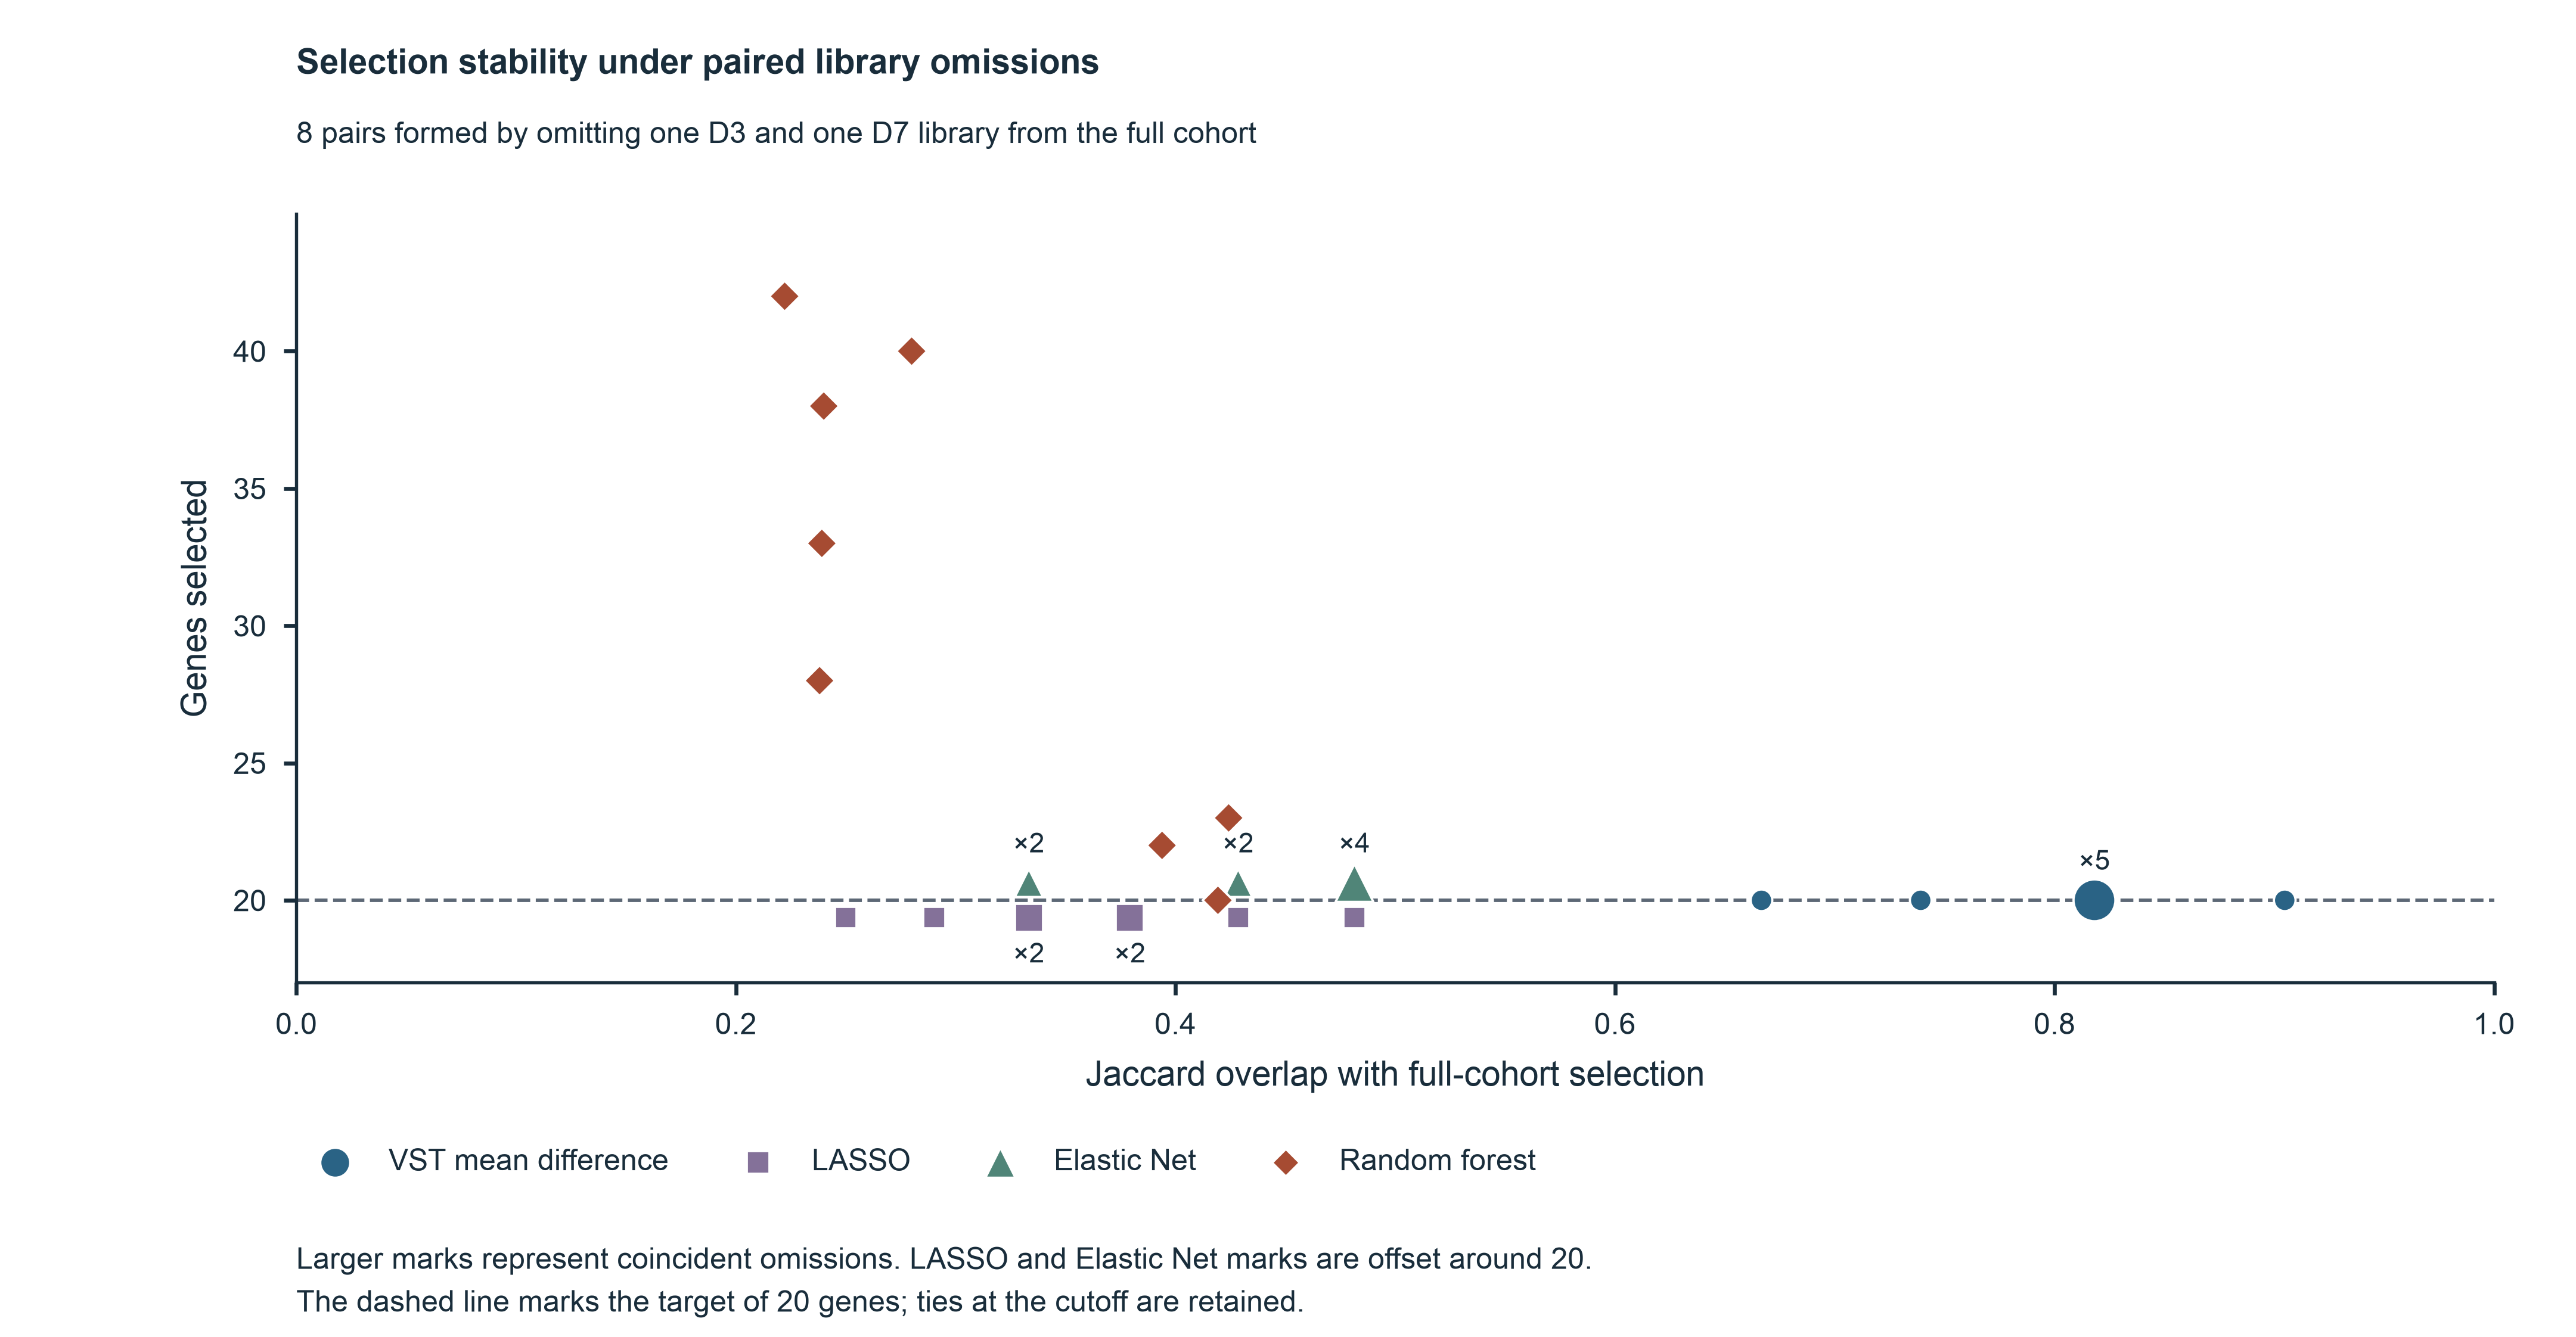 Selection stability under paired library omissions
8 pairs formed by omitting one D3 and one D7 library from the full cohort
Genes selected
40
35
30
25
20
×2
×2
×4
×5
×2
×2
0.0
0.2
0.4
0.6
0.8
1.0
Jaccard overlap with full-cohort selection
VST mean difference
LASSO
Elastic Net
Random forest
Larger marks represent coincident omissions. LASSO and Elastic Net marks are offset around 20.
The dashed line marks the target of 20 genes; ties at the cutoff are retained.